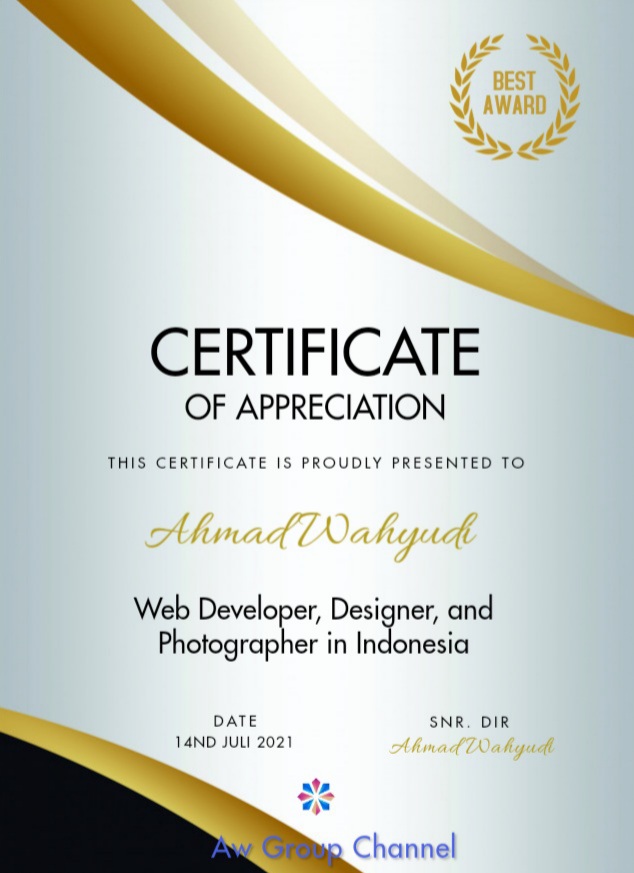 BEST
AWARD
CERTIFICATE
OF APPRECIATION
THIS CERTIFICATE IS PROUDLY PRESENTED TO
Ahmad Wahyudi
Web Developer, Designer, and
Photographer in Indonesia
DATE
14ND JULI 2021
SNR. DIR
Ahmad Wahyudi
Aw Group Channel